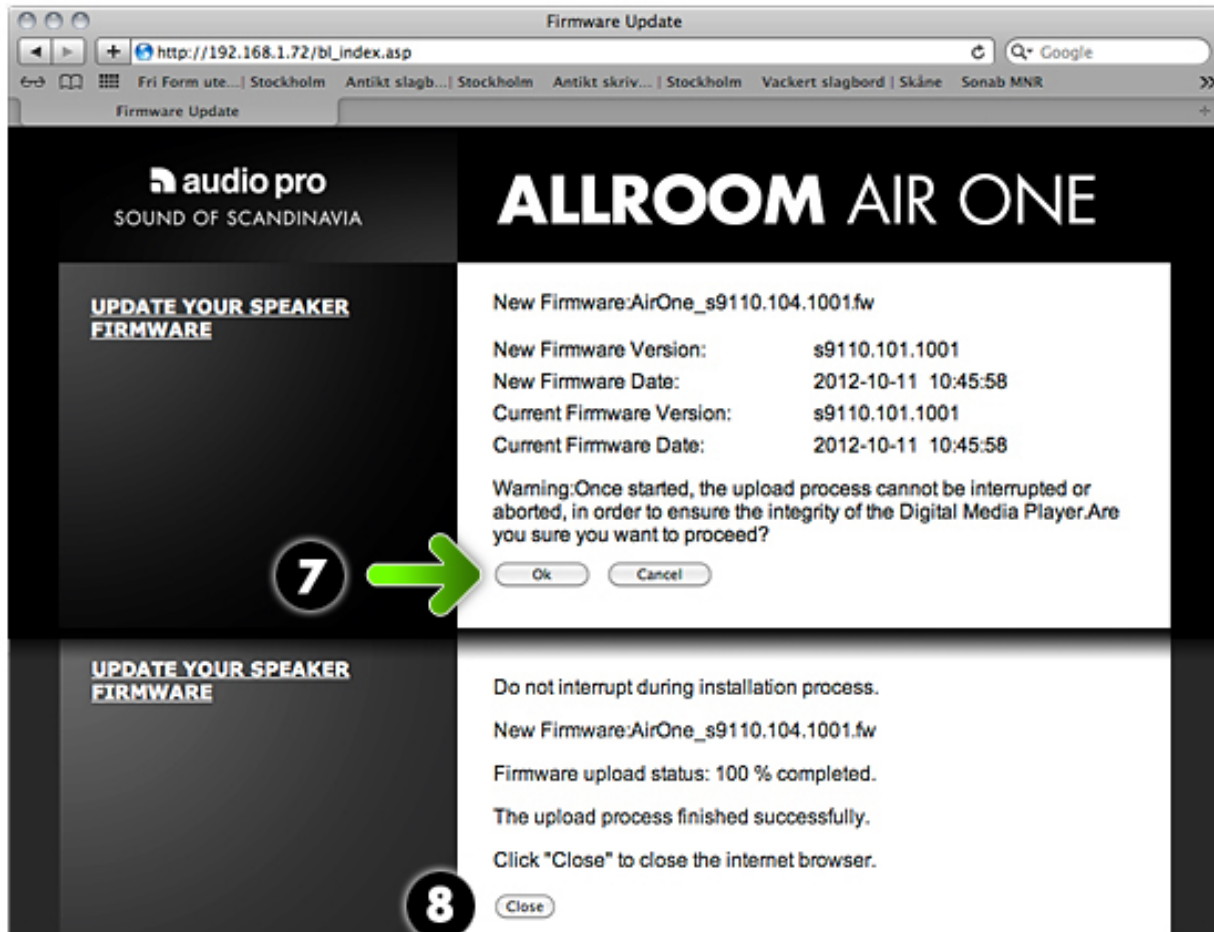 Firmware Update
http://192.168.1.72/bl_index.asp
Google
Fri Form ute...| Stockholm Antikt slagb...| Stockholm Antikt skriv... | Stockholm Vackert slagbord | Skåne Sonab MNR
Firmware Update
audio pro
SOUND OF SCANDINAVIA
ALLROOM AIR ONE
UPDATE YOUR SPEAKER
FIRMWARE
New Firmware:AirOne_s9110.104.1001.fw
New Firmware Version: s9110.101.1001
New Firmware Date: 2012-10-11 10:45:58
Current Firmware Version: s9110.101.1001
Current Firmware Date: 2012-10-11 10:45:58
Warning:Once started, the upload process cannot be interrupted or
aborted, in order to ensure the integrity of the Digital Media Player.Are
you sure you want to proceed?
7
Ok Cancel
UPDATE YOUR SPEAKER
FIRMWARE
Do not interrupt during installation process.
New Firmware:AirOne_s9110.104.1001.fw
Firmware upload status: 100 % completed.
The upload process finished successfully.
Click "Close" to close the internet browser.
8
Close